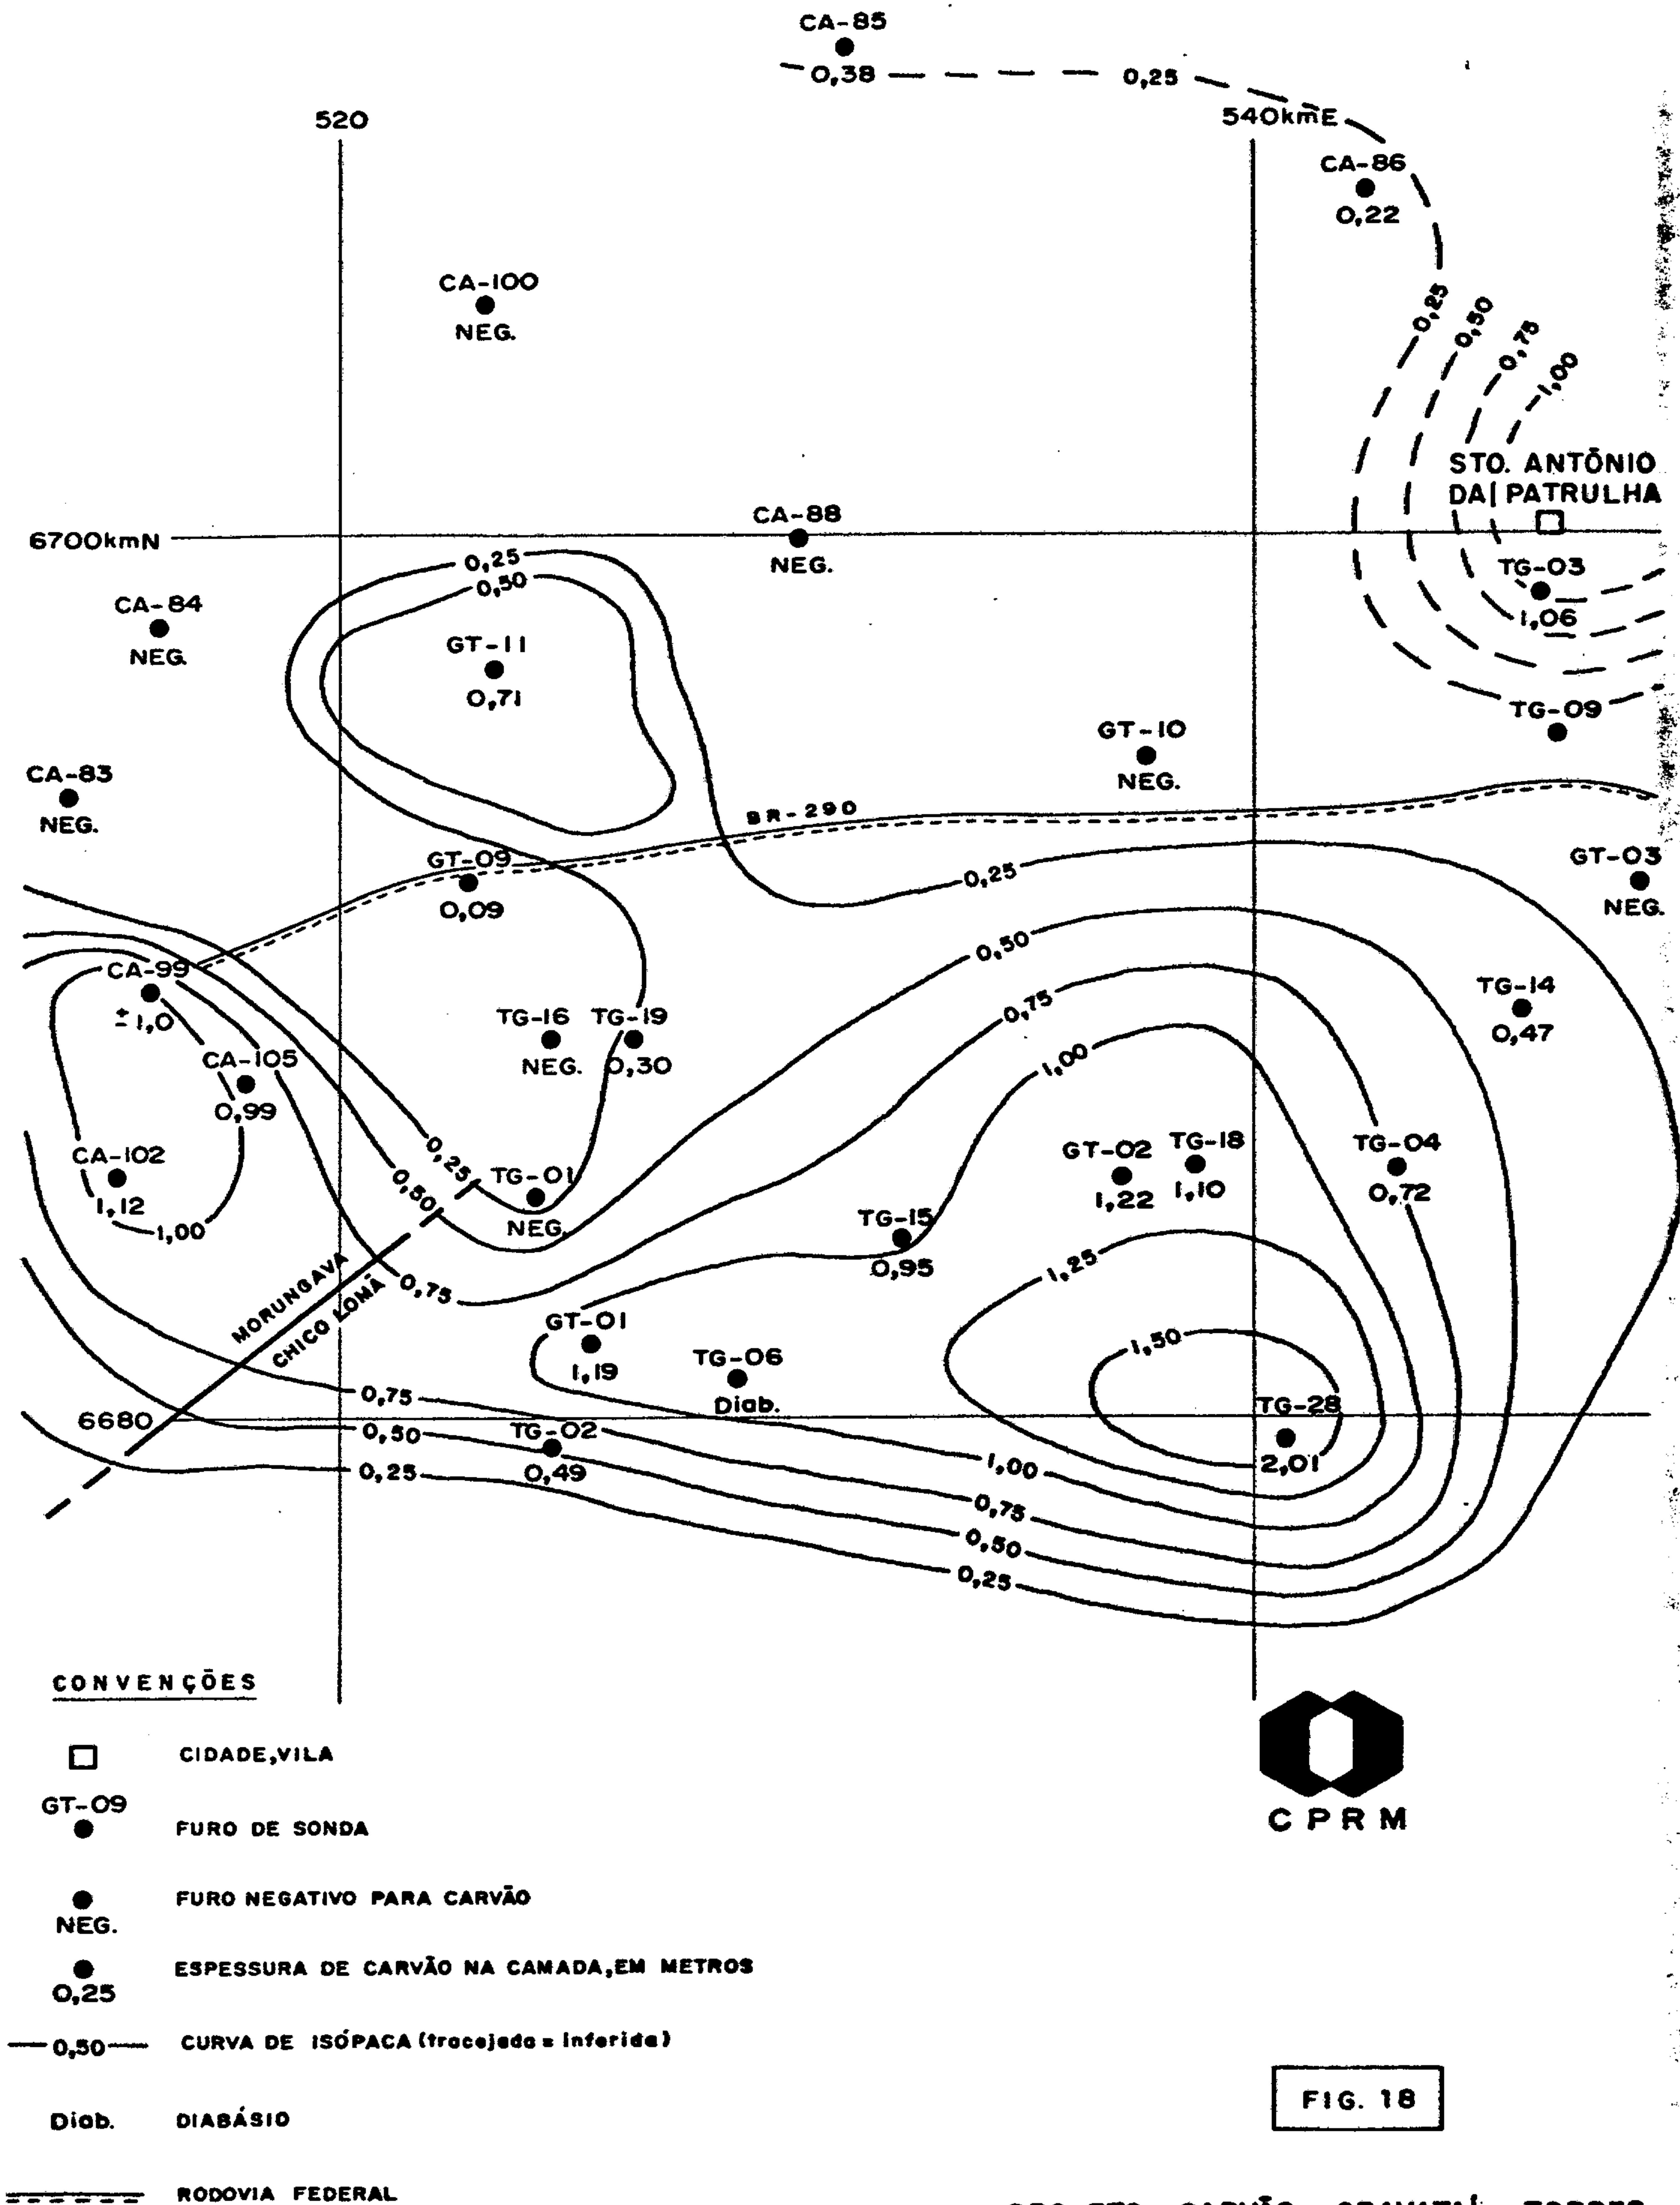 CA-85
0,38
0,25
520
540kmE
CA-86
0,22
CA-100
NEG.
0,25
0,50
0,75
1,00
STO. ANTÔNIO
DA PATRULHA
CA-88
6700kmN
NEG.
0,25
0,50
TG-03
1,06
CA-84
NEG.
GT-11
0,71
TG-09
GT-10
NEG.
CA-83
NEG.
BR-290
GT-09
0,09
0,25
GT-03
NEG.
0,50
CA-99
±1,0
TG-14
0,47
0,75
TG-16
NEG.
TG-19
0,30
CA-105
0,99
1,00
CA-102
1,12
1,00
0,25
0,50
TG-01
NEG.
GT-02
1,22
TG-18
1,10
TG-04
0,72
TG-15
0,95
MORUNGAVA
CHICO LOMÃ
0,75
1,25
GT-01
1,19
TG-06
Diab.
1,50
0,75
6680
0,50
TG-02
0,49
TG-28
2,01
0,25
1,00
0,75
0,50
0,25
CONVENÇÕES
CIDADE,VILA
GT-09
FURO DE SONDA
FURO NEGATIVO PARA CARVÃO
NEG.
ESPESSURA DE CARVÃO NA CAMADA,EM METROS
0,25
0,50
CURVA DE ISÓPACA (tracejada = inferida)
Diab.
DIABÁSIO
RODOVIA FEDERAL
CPRM
FIG. 18